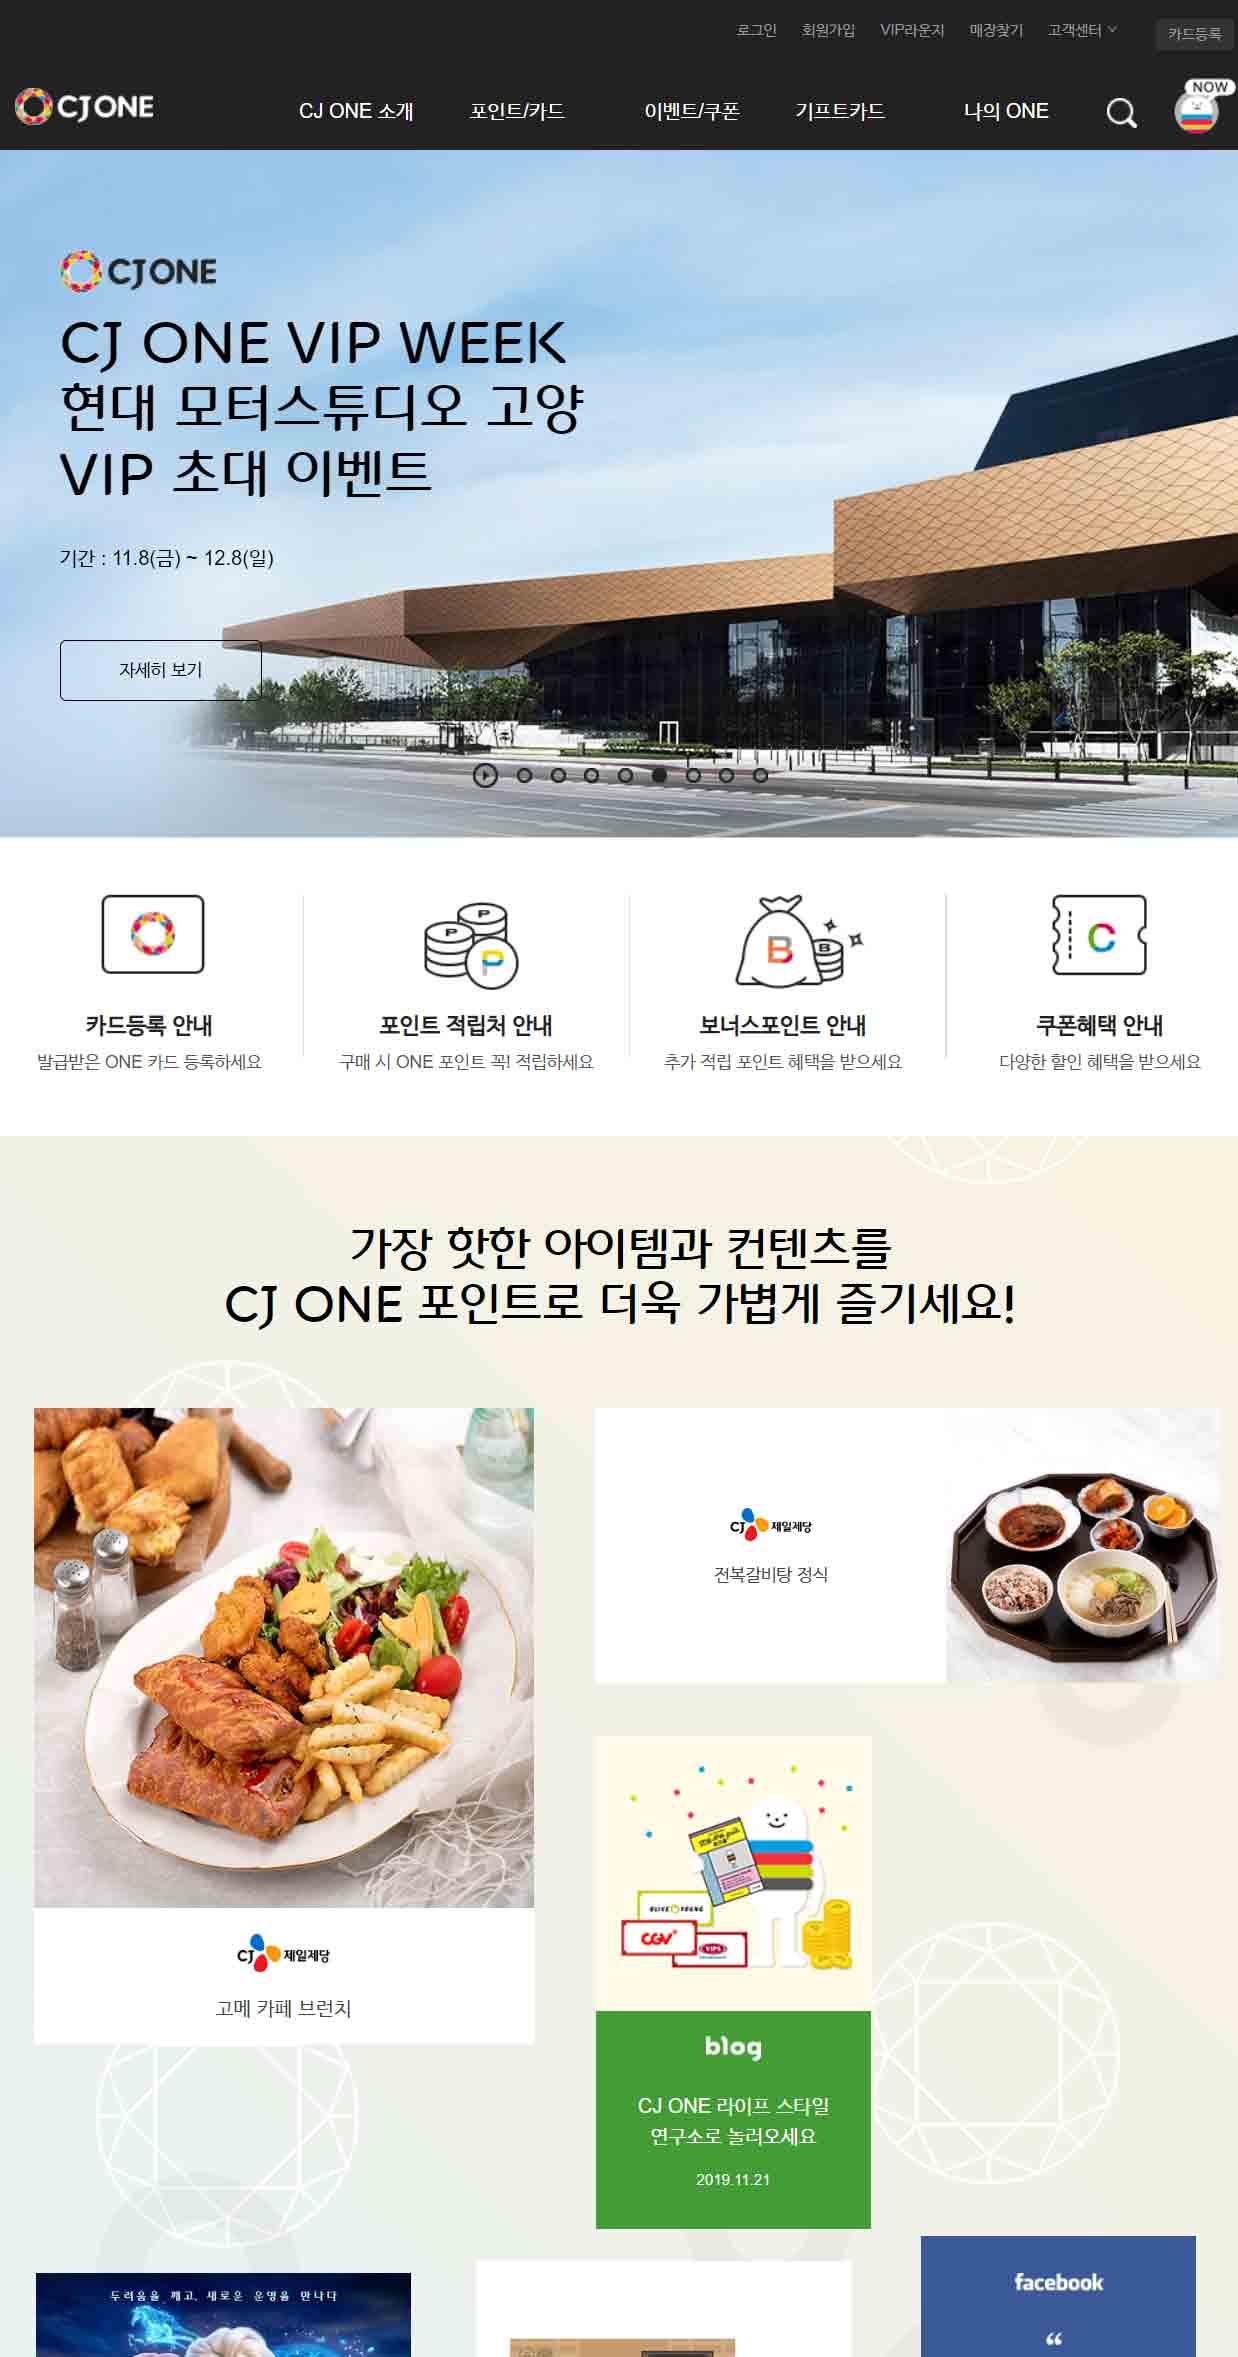 로그인 회원가입 VIP라운지 매장찾기 고객센터 카드등록
NOW
CJ ONE
CJ ONE 소개 포인트/카드 이벤트/쿠폰 기프트카드 나의 ONE
CJ ONE
CJ ONE VIP WEEK
현대 모터스튜디오 고양
VIP 초대 이벤트
기간 : 11.8(금) ~ 12.8(일)
자세히 보기
P
P
P
B
B
C
카드등록 안내
발급받은 ONE 카드 등록하세요
포인트 적립처 안내
구매 시 ONE 포인트 꼭! 적립하세요
보너스포인트 안내
추가 적립 포인트 혜택을 받으세요
쿠폰혜택 안내
다양한 할인 혜택을 받으세요
가장 핫한 아이템과 컨텐츠를
CJ ONE 포인트로 더욱 가볍게 즐기세요!
CJ 제일제당
전복갈비탕 정식
OLIVE YOUNG
CGV
VIPS
CJ 제일제당
고메 카페 브런치
blog
CJ ONE 라이프 스타일
연구소로 놀러오세요
2019.11.21
두려움을 깨고, 새로운 운명을 만나다
facebook
“